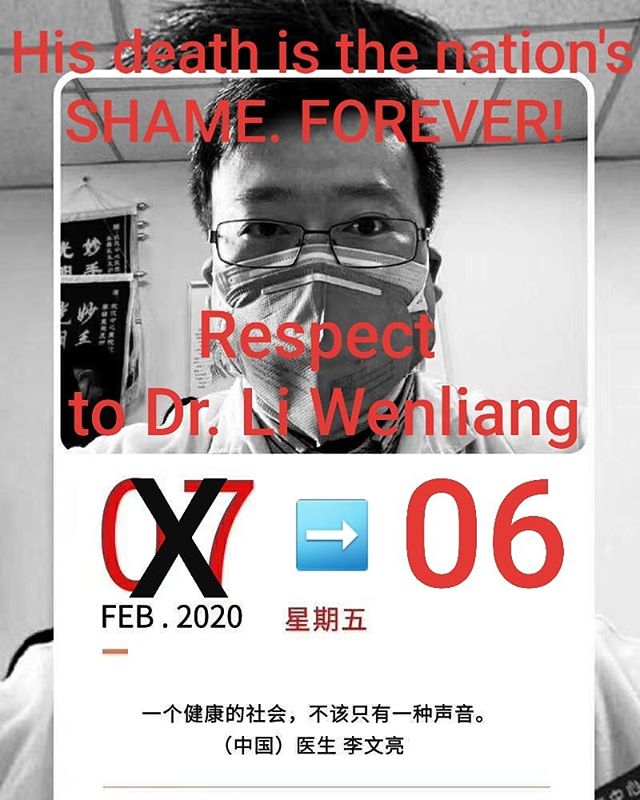 His death is the nation's
SHAME. FOREVER!
Respect
to Dr. Li Wenliang
07 X ➡ 06
FEB . 2020 星期五
一个健康的社会，不该只有一种声音。
（中国）医生 李文亮